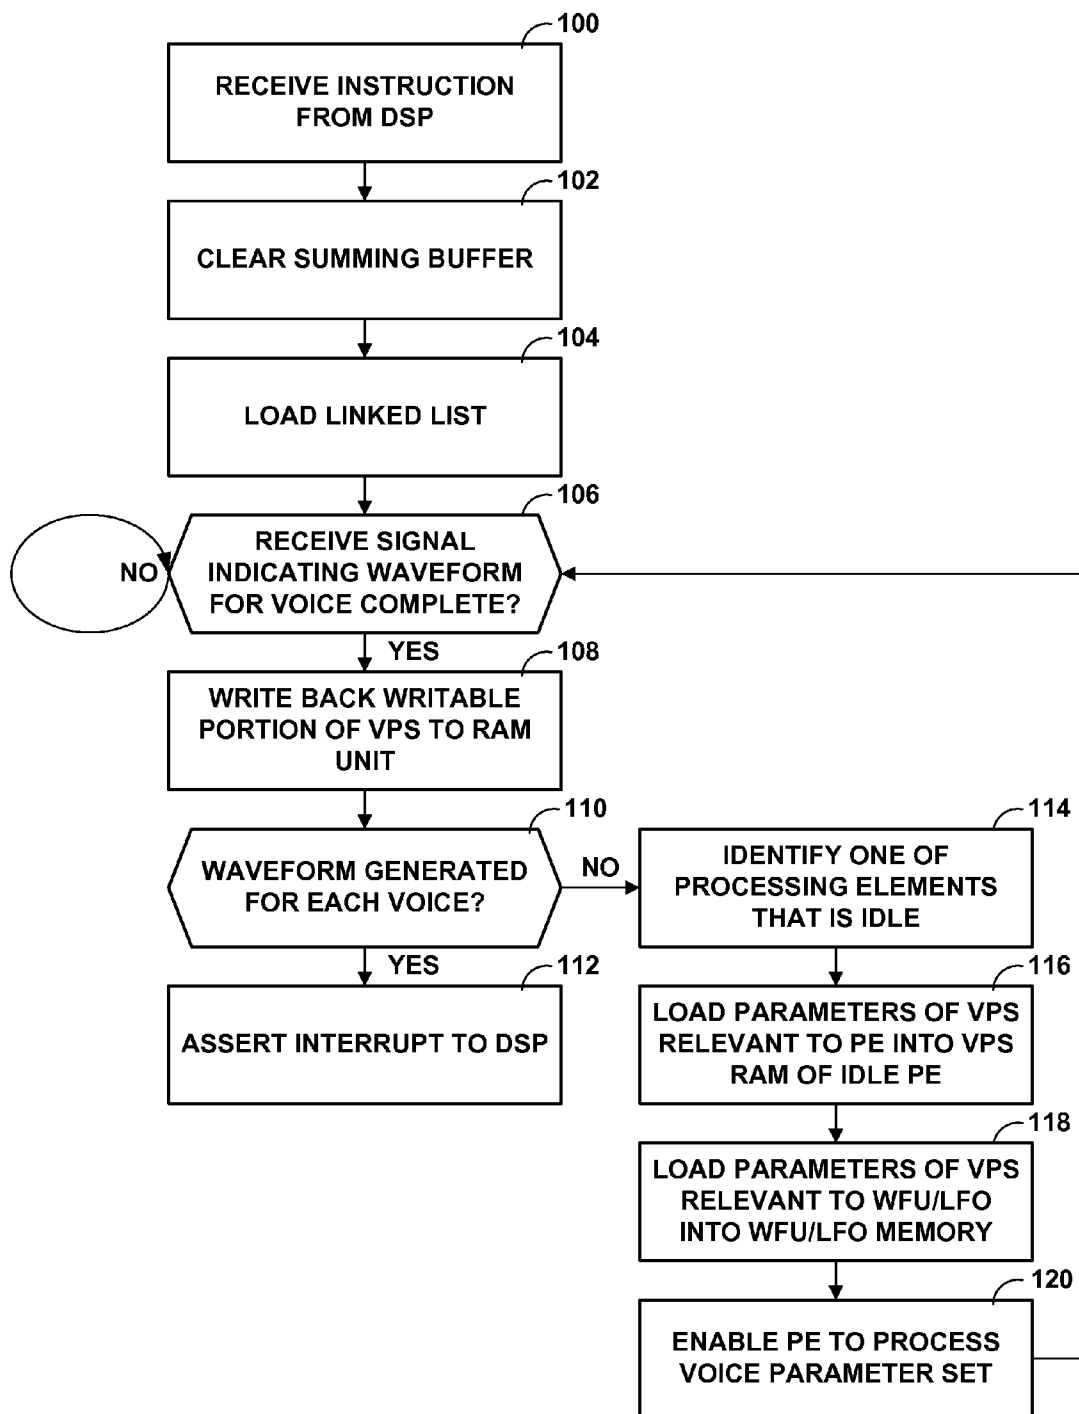 100
RECEIVE INSTRUCTION
FROM DSP
102
CLEAR SUMMING BUFFER
104
LOAD LINKED LIST
106
RECEIVE SIGNAL
INDICATING WAVEFORM
FOR VOICE COMPLETE?
NO
YES
108
WRITE BACK WRITABLE
PORTION OF VPS TO RAM
UNIT
110
WAVEFORM GENERATED
FOR EACH VOICE?
NO
YES
112
ASSERT INTERRUPT TO DSP
114
IDENTIFY ONE OF
PROCESSING ELEMENTS
THAT IS IDLE
116
LOAD PARAMETERS OF VPS
RELEVANT TO PE INTO VPS
RAM OF IDLE PE
118
LOAD PARAMETERS OF VPS
RELEVANT TO WFU/LFO
INTO WFU/LFO MEMORY
120
ENABLE PE TO PROCESS
VOICE PARAMETER SET